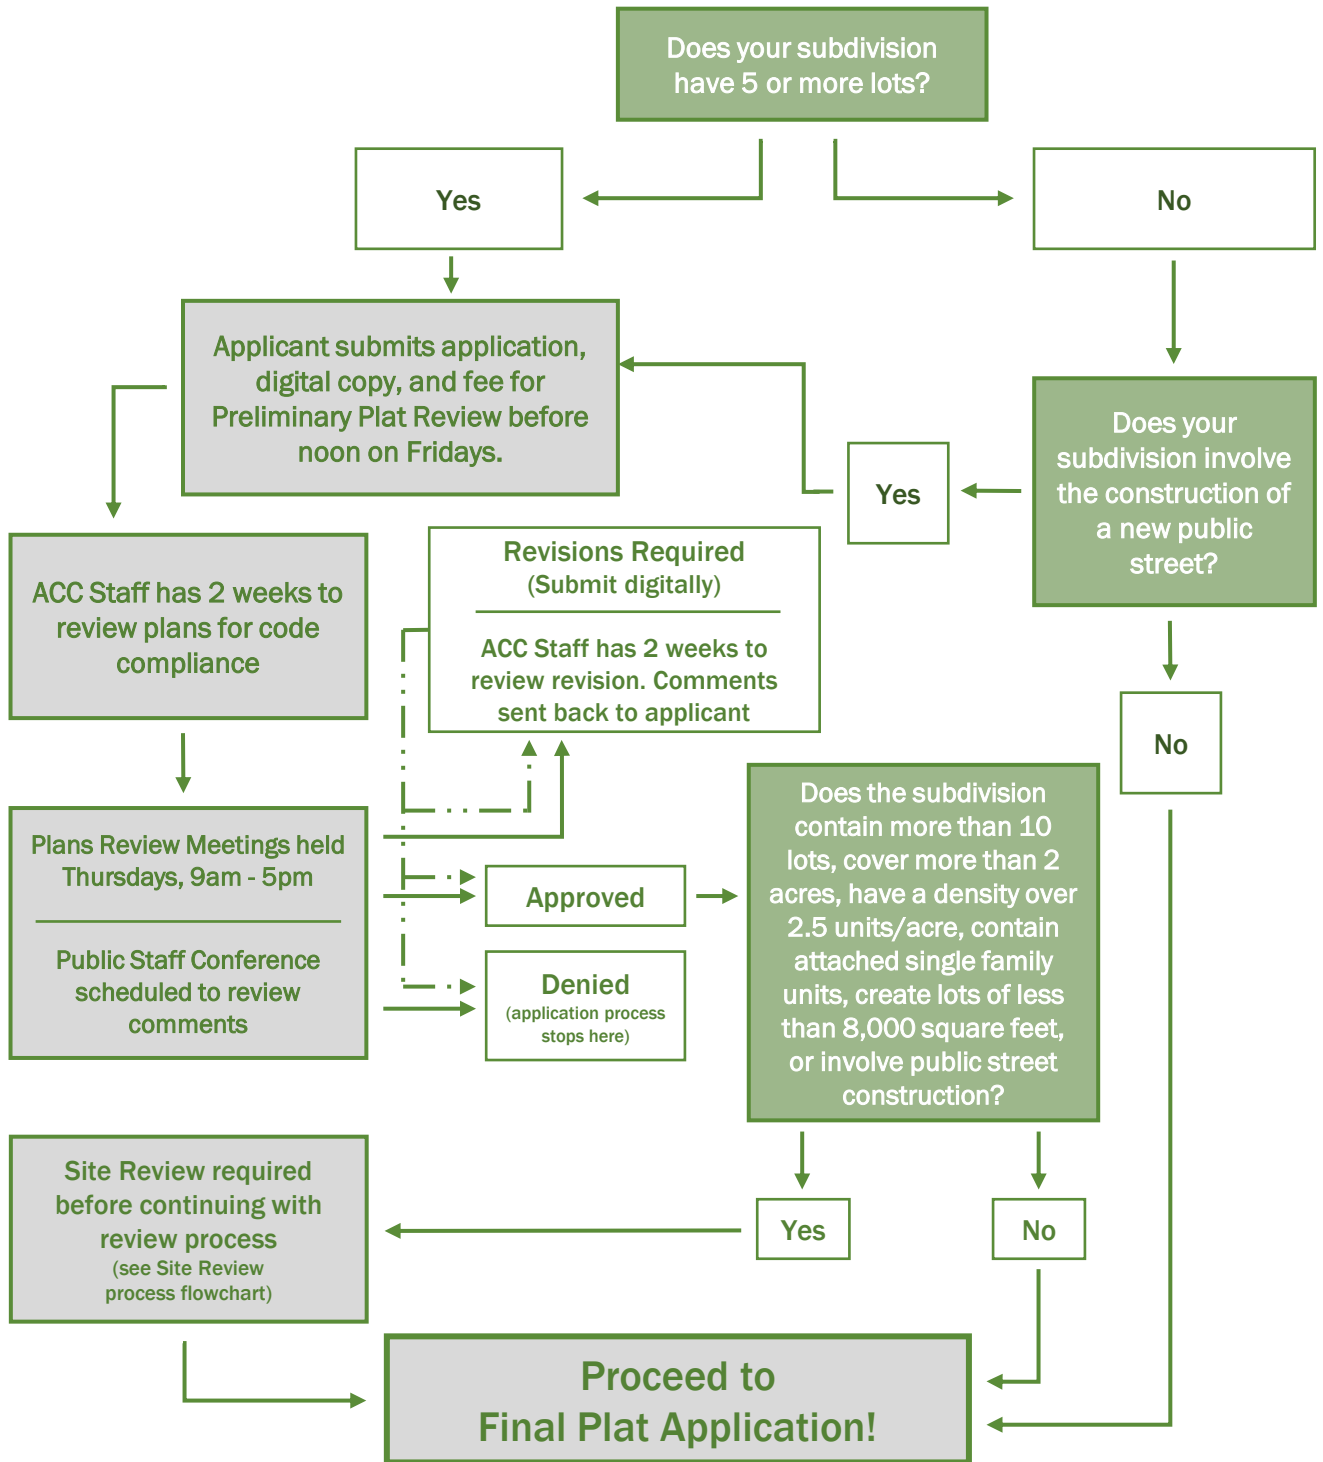 Does your subdivision
have 5 or more lots?
Yes
No
Applicant submits application,
digital copy, and fee for
Preliminary Plat Review before
noon on Fridays.
Does your
subdivision involve
the construction of
a new public
street?
Yes
Revisions Required
(Submit digitally)
ACC Staff has 2 weeks to
review revision. Comments
sent back to applicant
ACC Staff has 2 weeks to
review plans for code
compliance
No
Plans Review Meetings held
Thursdays, 9am - 5pm
Public Staff Conference
scheduled to review
comments
Approved
Denied
(application process
stops here)
Does the subdivision
contain more than 10
lots, cover more than 2
acres, have a density over
2.5 units/acre, contain
attached single family
units, create lots of less
than 8,000 square feet,
or involve public street
construction?
Yes
No
Site Review required
before continuing with
review process
(see Site Review
process flowchart)
Proceed to
Final Plat Application!